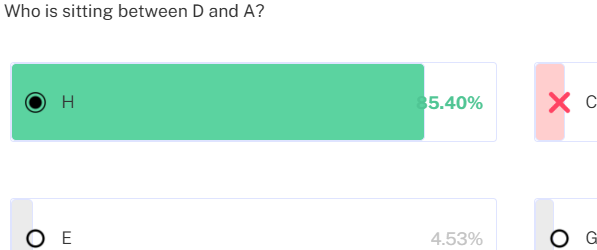 Who is sitting between D and A?
H 85.40% C
E 4.53% G